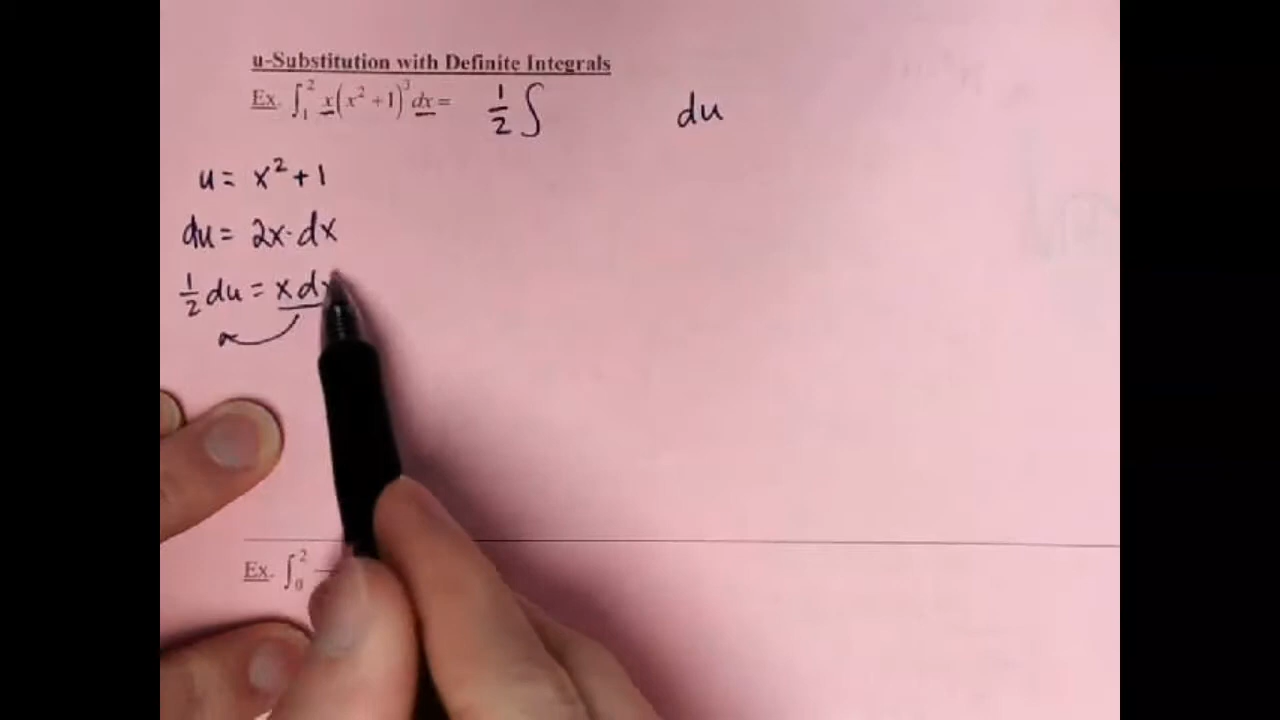 u-Substitution with Definite Integrals
Ex. ∫₁² x(x² + 1)³ dx = ½ ∫ du
u = x² + 1
du = 2x · dx
½ du = x dx
Ex. ∫₀²